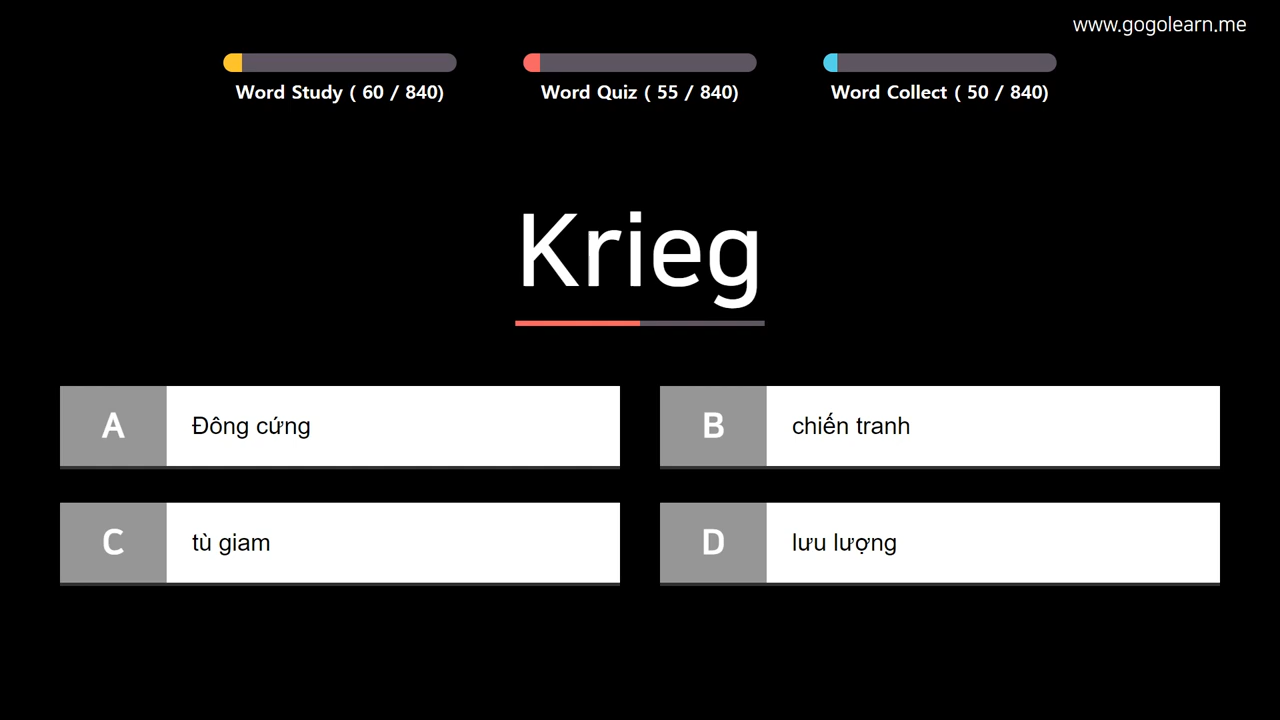 www.gogolearn.me
Word Study ( 60 / 840)
Word Quiz ( 55 / 840)
Word Collect ( 50 / 840)
Krieg
A
Đông cứng
B
chiến tranh
C
tù giam
D
lưu lượng